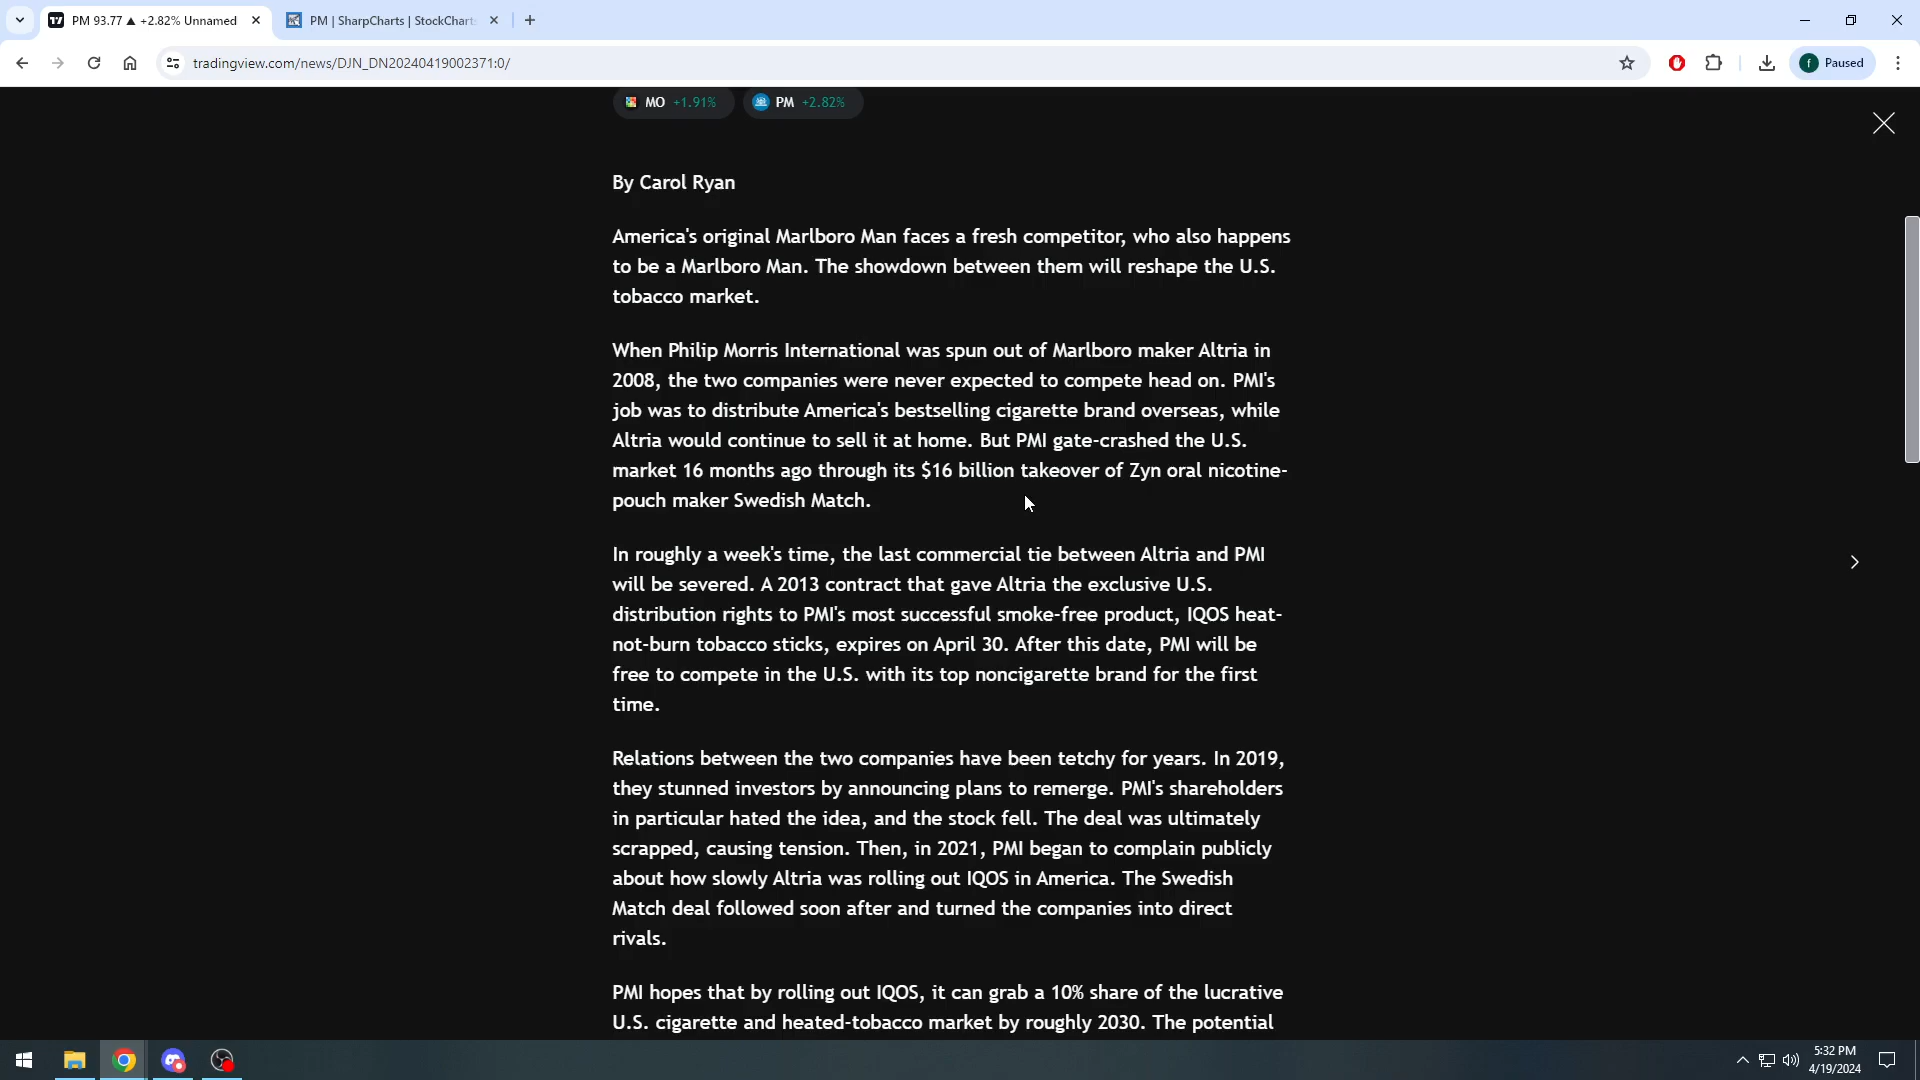 PM 93.77 ▲ +2.82% Unnamed
PM | SharpCharts | StockChart
tradingview.com/news/DJN_DN20240419002371:0/
f Paused
MO +1.91% PM +2.82%
By Carol Ryan
America's original Marlboro Man faces a fresh competitor, who also happens
to be a Marlboro Man. The showdown between them will reshape the U.S.
tobacco market.
When Philip Morris International was spun out of Marlboro maker Altria in
2008, the two companies were never expected to compete head on. PMI's
job was to distribute America's bestselling cigarette brand overseas, while
Altria would continue to sell it at home. But PMI gate-crashed the U.S.
market 16 months ago through its $16 billion takeover of Zyn oral nicotine-
pouch maker Swedish Match.
In roughly a week's time, the last commercial tie between Altria and PMI
will be severed. A 2013 contract that gave Altria the exclusive U.S.
distribution rights to PMI's most successful smoke-free product, IQOS heat-
not-burn tobacco sticks, expires on April 30. After this date, PMI will be
free to compete in the U.S. with its top noncigarette brand for the first
time.
Relations between the two companies have been tetchy for years. In 2019,
they stunned investors by announcing plans to remerge. PMI's shareholders
in particular hated the idea, and the stock fell. The deal was ultimately
scrapped, causing tension. Then, in 2021, PMI began to complain publicly
about how slowly Altria was rolling out IQOS in America. The Swedish
Match deal followed soon after and turned the companies into direct
rivals.
PMI hopes that by rolling out IQOS, it can grab a 10% share of the lucrative
U.S. cigarette and heated-tobacco market by roughly 2030. The potential
5:32 PM
4/19/2024